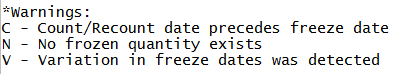 *Warnings:
C - Count/Recount date precedes freeze date
N - No frozen quantity exists
V - Variation in freeze dates was detected